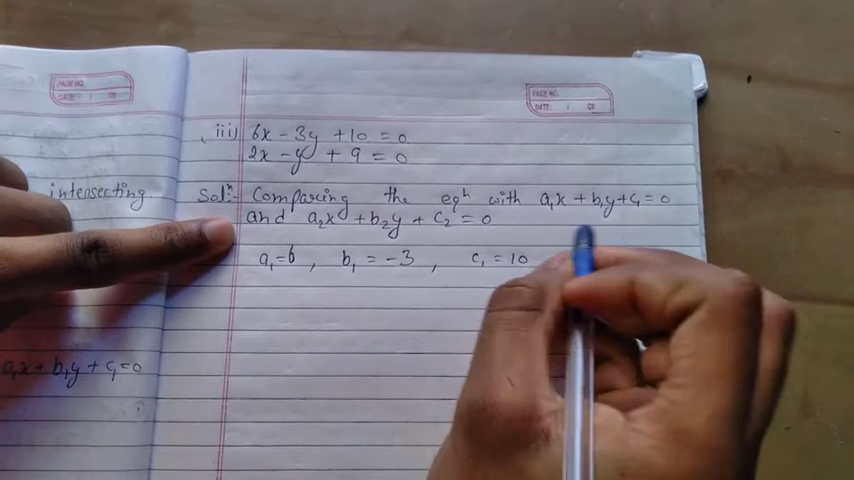 intersecting
a₁x + b₁y + c₁ = 0
PAGE NO.
DATE
PAGE NO.
DATE
iii) 6x - 3y + 10 = 0
2x - y + 9 = 0
Solⁿ:- Comparing the eqⁿ with a₁x + b₁y + c₁ = 0
and a₂x + b₂y + c₂ = 0
a₁ = 6 , b₁ = -3 , c₁ = 10